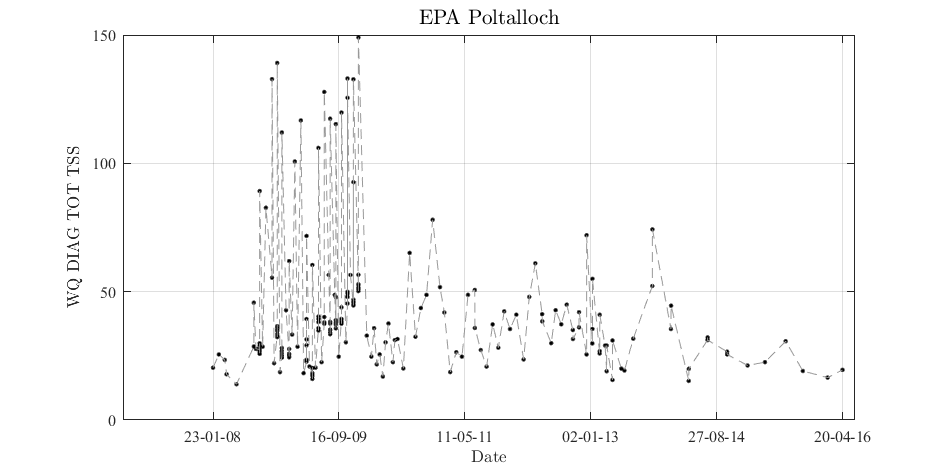 EPA Poltalloch
150
100
50
0
WQ DIAG TOT TSS
23-01-08 16-09-09 11-05-11 02-01-13 27-08-14 20-04-16
Date